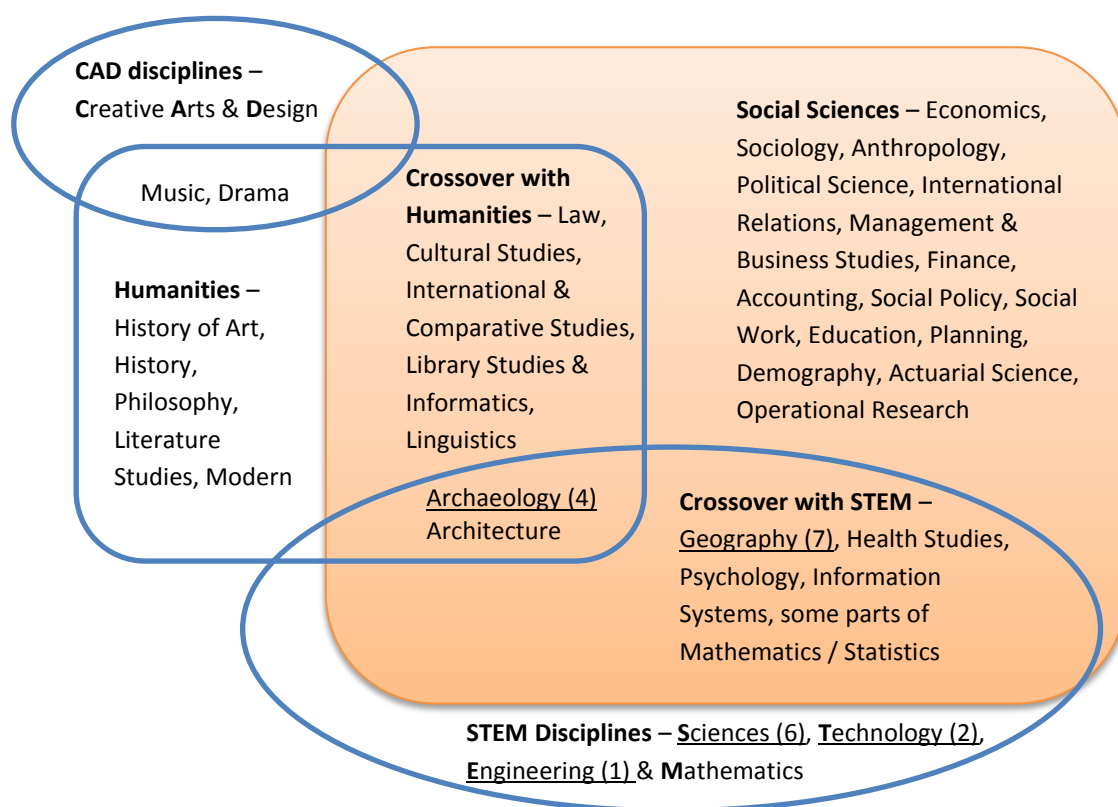 CAD disciplines –
Creative Arts & Design
Music, Drama
Humanities –
History of Art,
History,
Philosophy,
Literature
Studies, Modern
Crossover with
Humanities – Law,
Cultural Studies,
International &
Comparative Studies,
Library Studies &
Informatics,
Linguistics
Archaeology (4)
Architecture
Social Sciences – Economics,
Sociology, Anthropology,
Political Science, International
Relations, Management &
Business Studies, Finance,
Accounting, Social Policy, Social
Work, Education, Planning,
Demography, Actuarial Science,
Operational Research
Crossover with STEM –
Geography (7), Health Studies,
Psychology, Information
Systems, some parts of
Mathematics / Statistics
STEM Disciplines – Sciences (6), Technology (2),
Engineering (1) & Mathematics